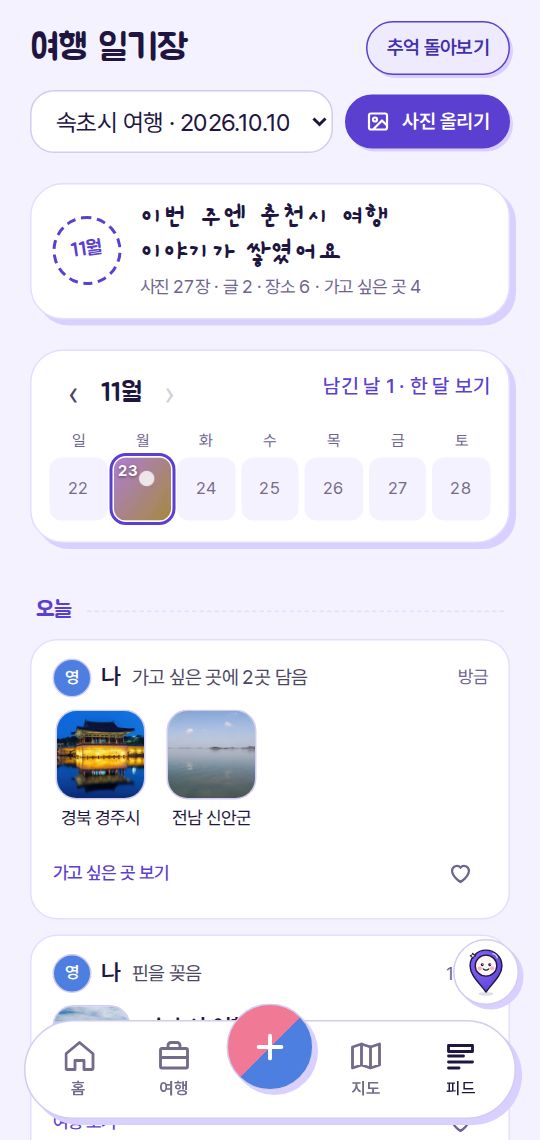 여행 일기장
추억 돌아보기
속초시 여행 · 2026.10.10
사진 올리기
11월
이번 주엔 춘천시 여행
이야기가 쌓였어요
사진 27장 · 글 2 · 장소 6 · 가고 싶은 곳 4
11월
남긴 날 1 · 한 달 보기
일 월 화 수 목 금 토
22 23 24 25 26 27 28
오늘
영 나 가고 싶은 곳에 2곳 담음 방금
경북 경주시 전남 신안군
가고 싶은 곳 보기
영 나 핀을 꽂음
홈 여행 지도 피드